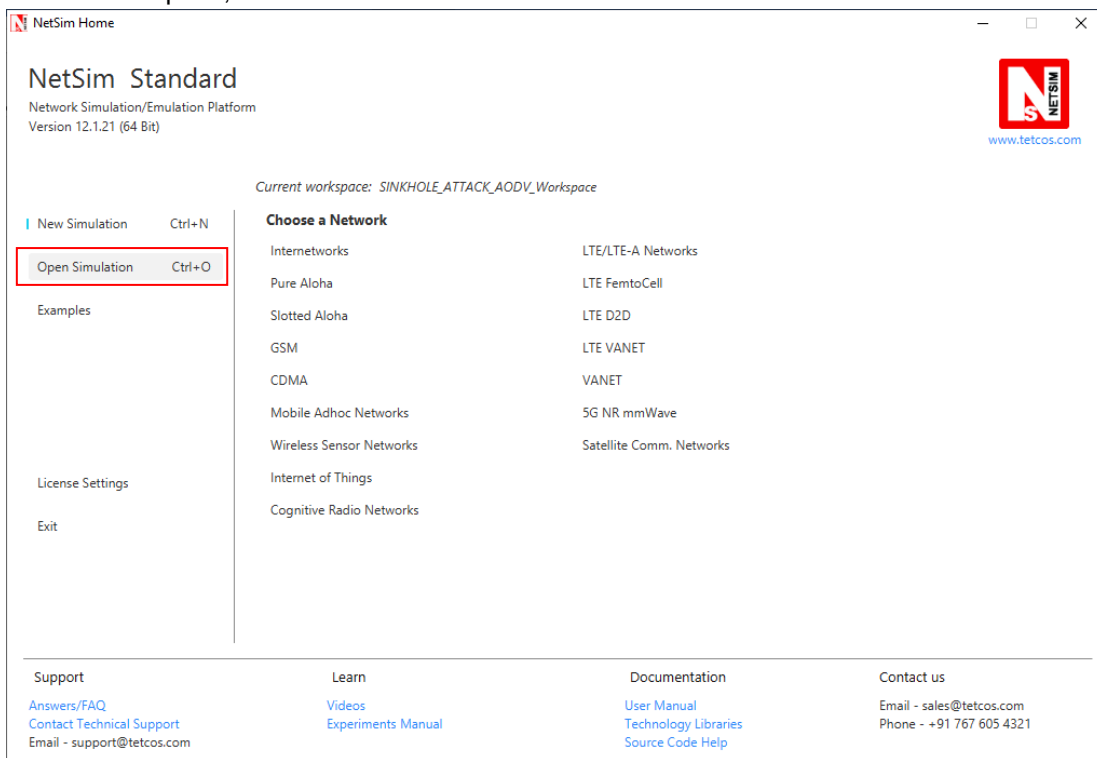 NetSim Home
NetSim Standard
Network Simulation/Emulation Platform
Version 12.1.21 (64 Bit)
NETSIM
N
S
www.tetcos.com
Current workspace: SINKHOLE_ATTACK_AODV_Workspace
New Simulation Ctrl+N
Open Simulation Ctrl+O
Examples
License Settings
Exit
Choose a Network
Internetworks
Pure Aloha
Slotted Aloha
GSM
CDMA
Mobile Adhoc Networks
Wireless Sensor Networks
Internet of Things
Cognitive Radio Networks
LTE/LTE-A Networks
LTE FemtoCell
LTE D2D
LTE VANET
VANET
5G NR mmWave
Satellite Comm. Networks
Support
Answers/FAQ
Contact Technical Support
Email - support@tetcos.com
Learn
Videos
Experiments Manual
Documentation
User Manual
Technology Libraries
Source Code Help
Contact us
Email - sales@tetcos.com
Phone - +91 767 605 4321